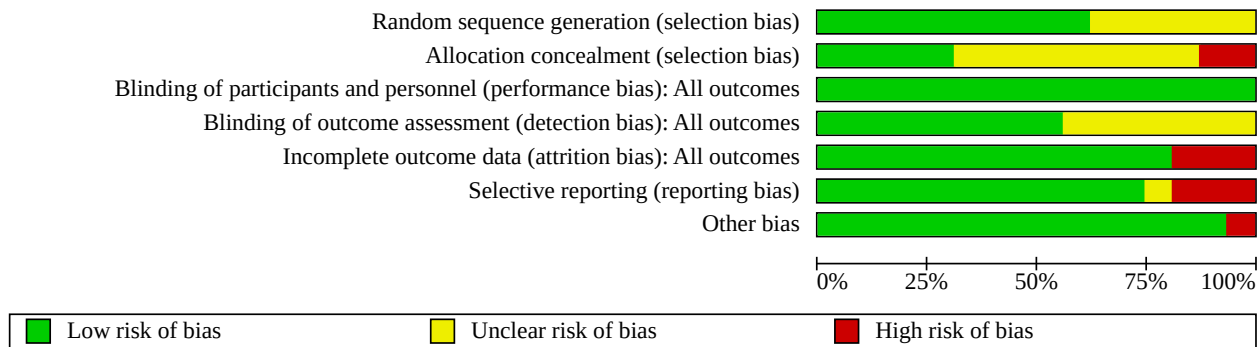 Random sequence generation (selection bias)
Allocation concealment (selection bias)
Blinding of participants and personnel (performance bias): All outcomes
Blinding of outcome assessment (detection bias): All outcomes
Incomplete outcome data (attrition bias): All outcomes
Selective reporting (reporting bias)
Other bias
0% 25% 50% 75% 100%
Low risk of bias Unclear risk of bias High risk of bias